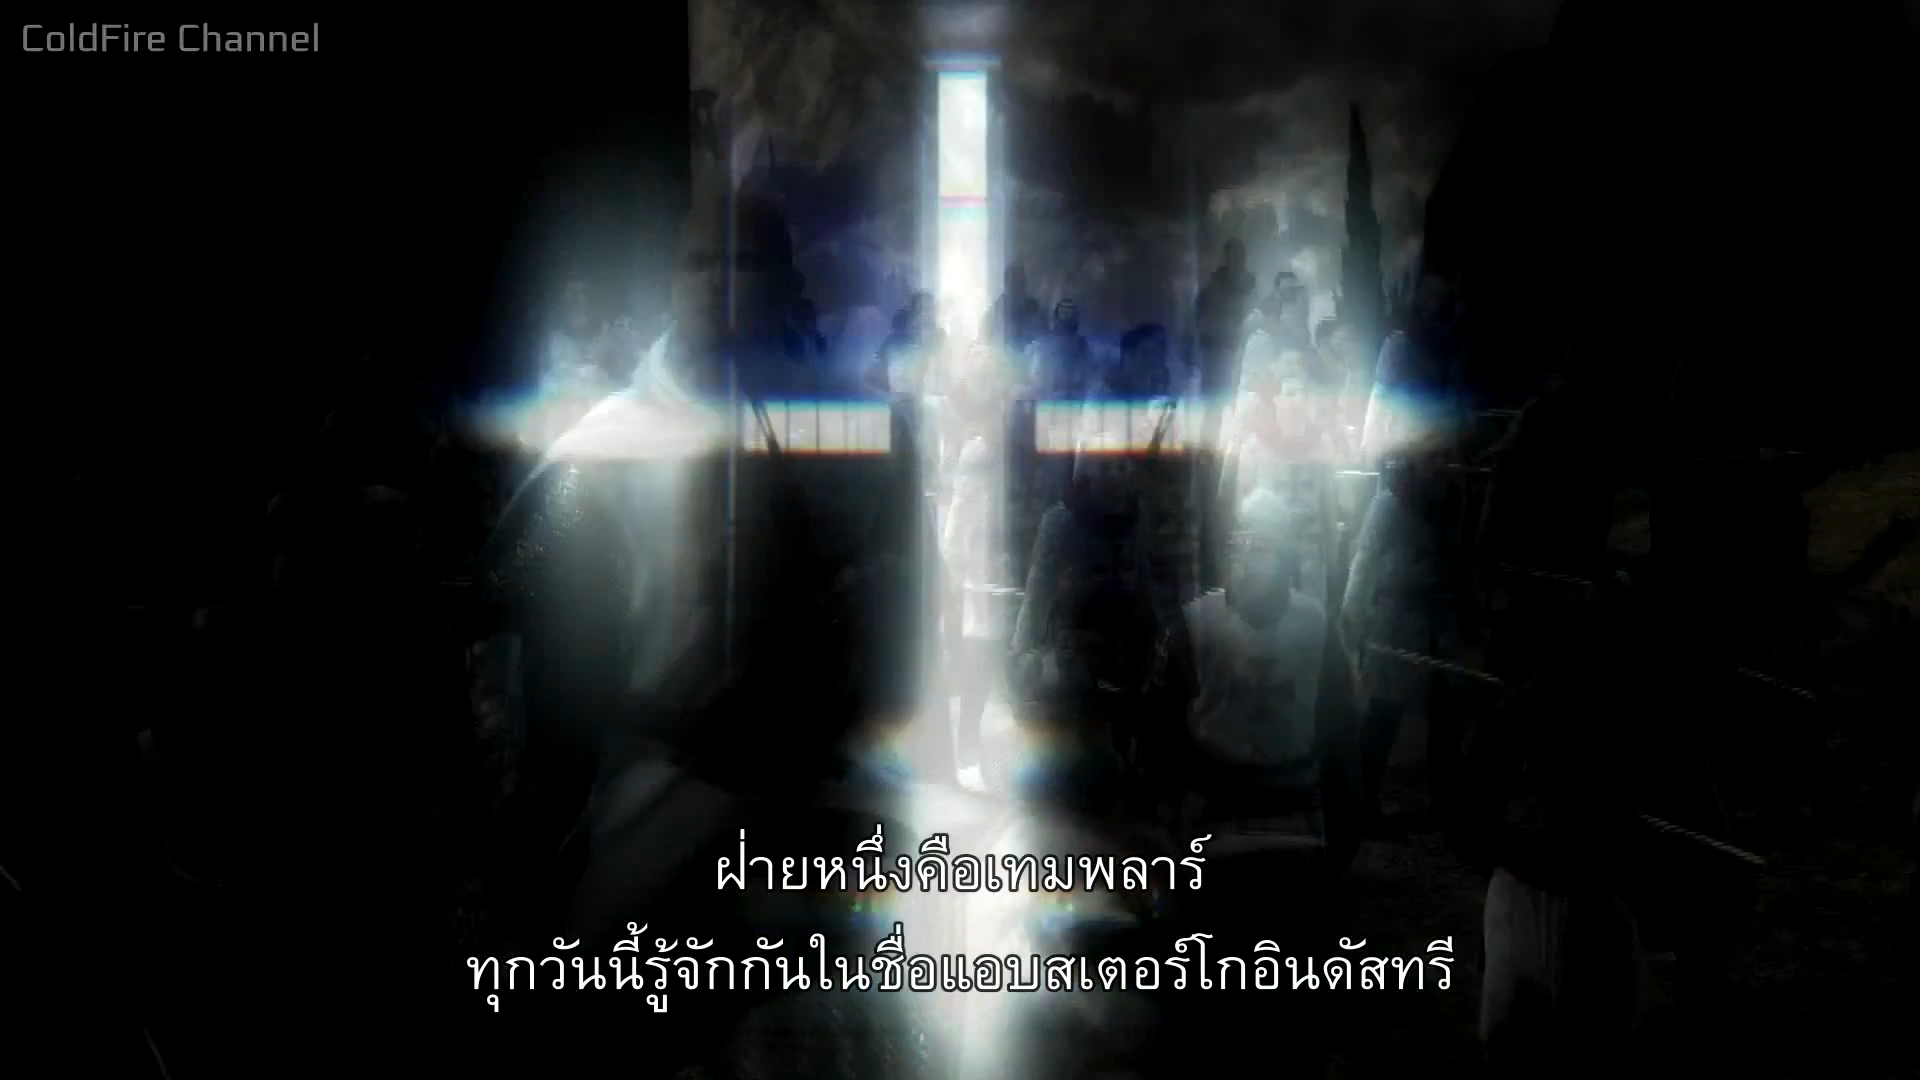 ColdFire Channel
ฝ่ายหนึ่งคือเทมพลาร์
ทุกวันนี้รู้จักกันในชื่อแอบสเตอร์โกอินดัสทรี